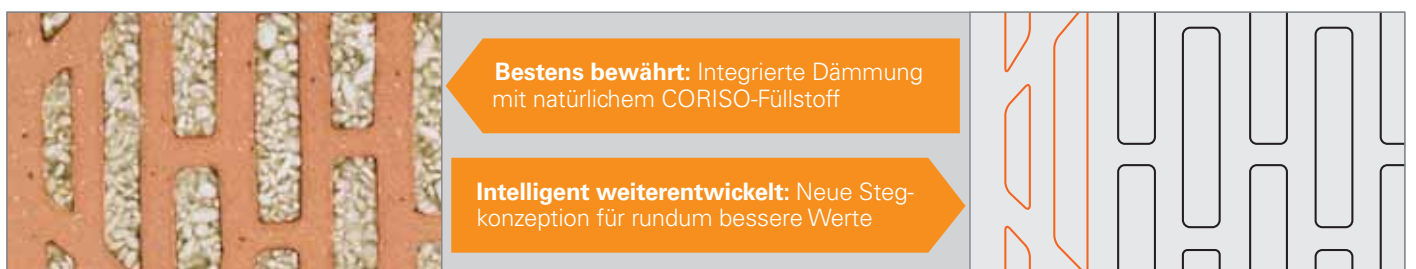 Bestens bewährt: Integrierte Dämmung
mit natürlichem CORISO-Füllstoff
Intelligent weiterentwickelt: Neue Steg-
konzeption für rundum bessere Werte